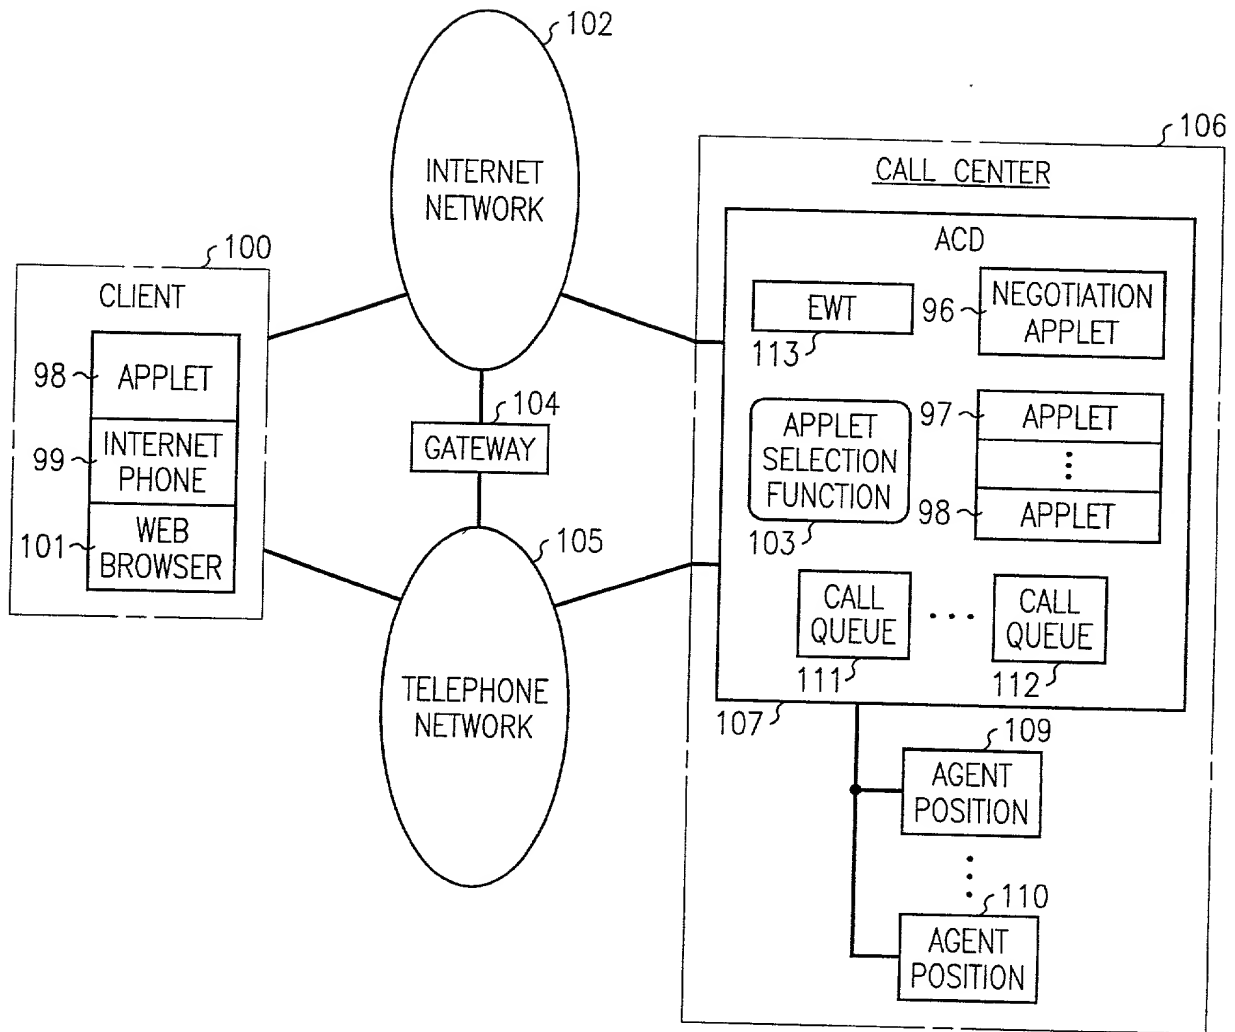 102
INTERNET
NETWORK
100
CLIENT
98
APPLET
99
INTERNET
PHONE
101
WEB
BROWSER
104
GATEWAY
105
TELEPHONE
NETWORK
106
CALL CENTER
ACD
EWT
113
96
NEGOTIATION
APPLET
APPLET
SELECTION
FUNCTION
103
97
APPLET
98
APPLET
CALL
QUEUE
111
CALL
QUEUE
112
107
109
AGENT
POSITION
110
AGENT
POSITION